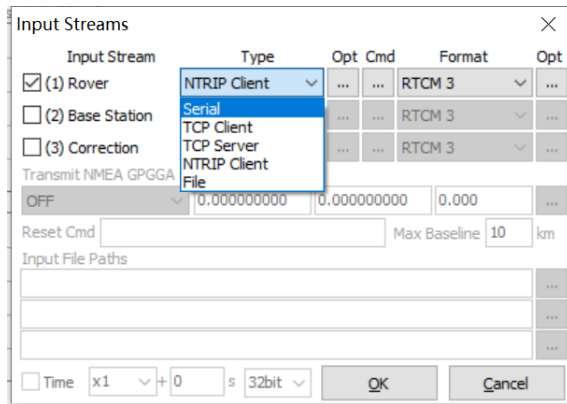 Input Streams
Input Stream Type Opt Cmd Format Opt
(1) Rover NTRIP Client ... ... RTCM 3 ...
(2) Base Station Serial ... ... RTCM 3 ...
TCP Client
(3) Correction TCP Server ... ... RTCM 3 ...
Transmit NMEA GPGGA NTRIP Client
File
OFF 0.000000000 0.000000000 0.000 ...
Reset Cmd Max Baseline 10 km
Input File Paths
...
...
...
Time x1 + 0 s 32bit OK Cancel